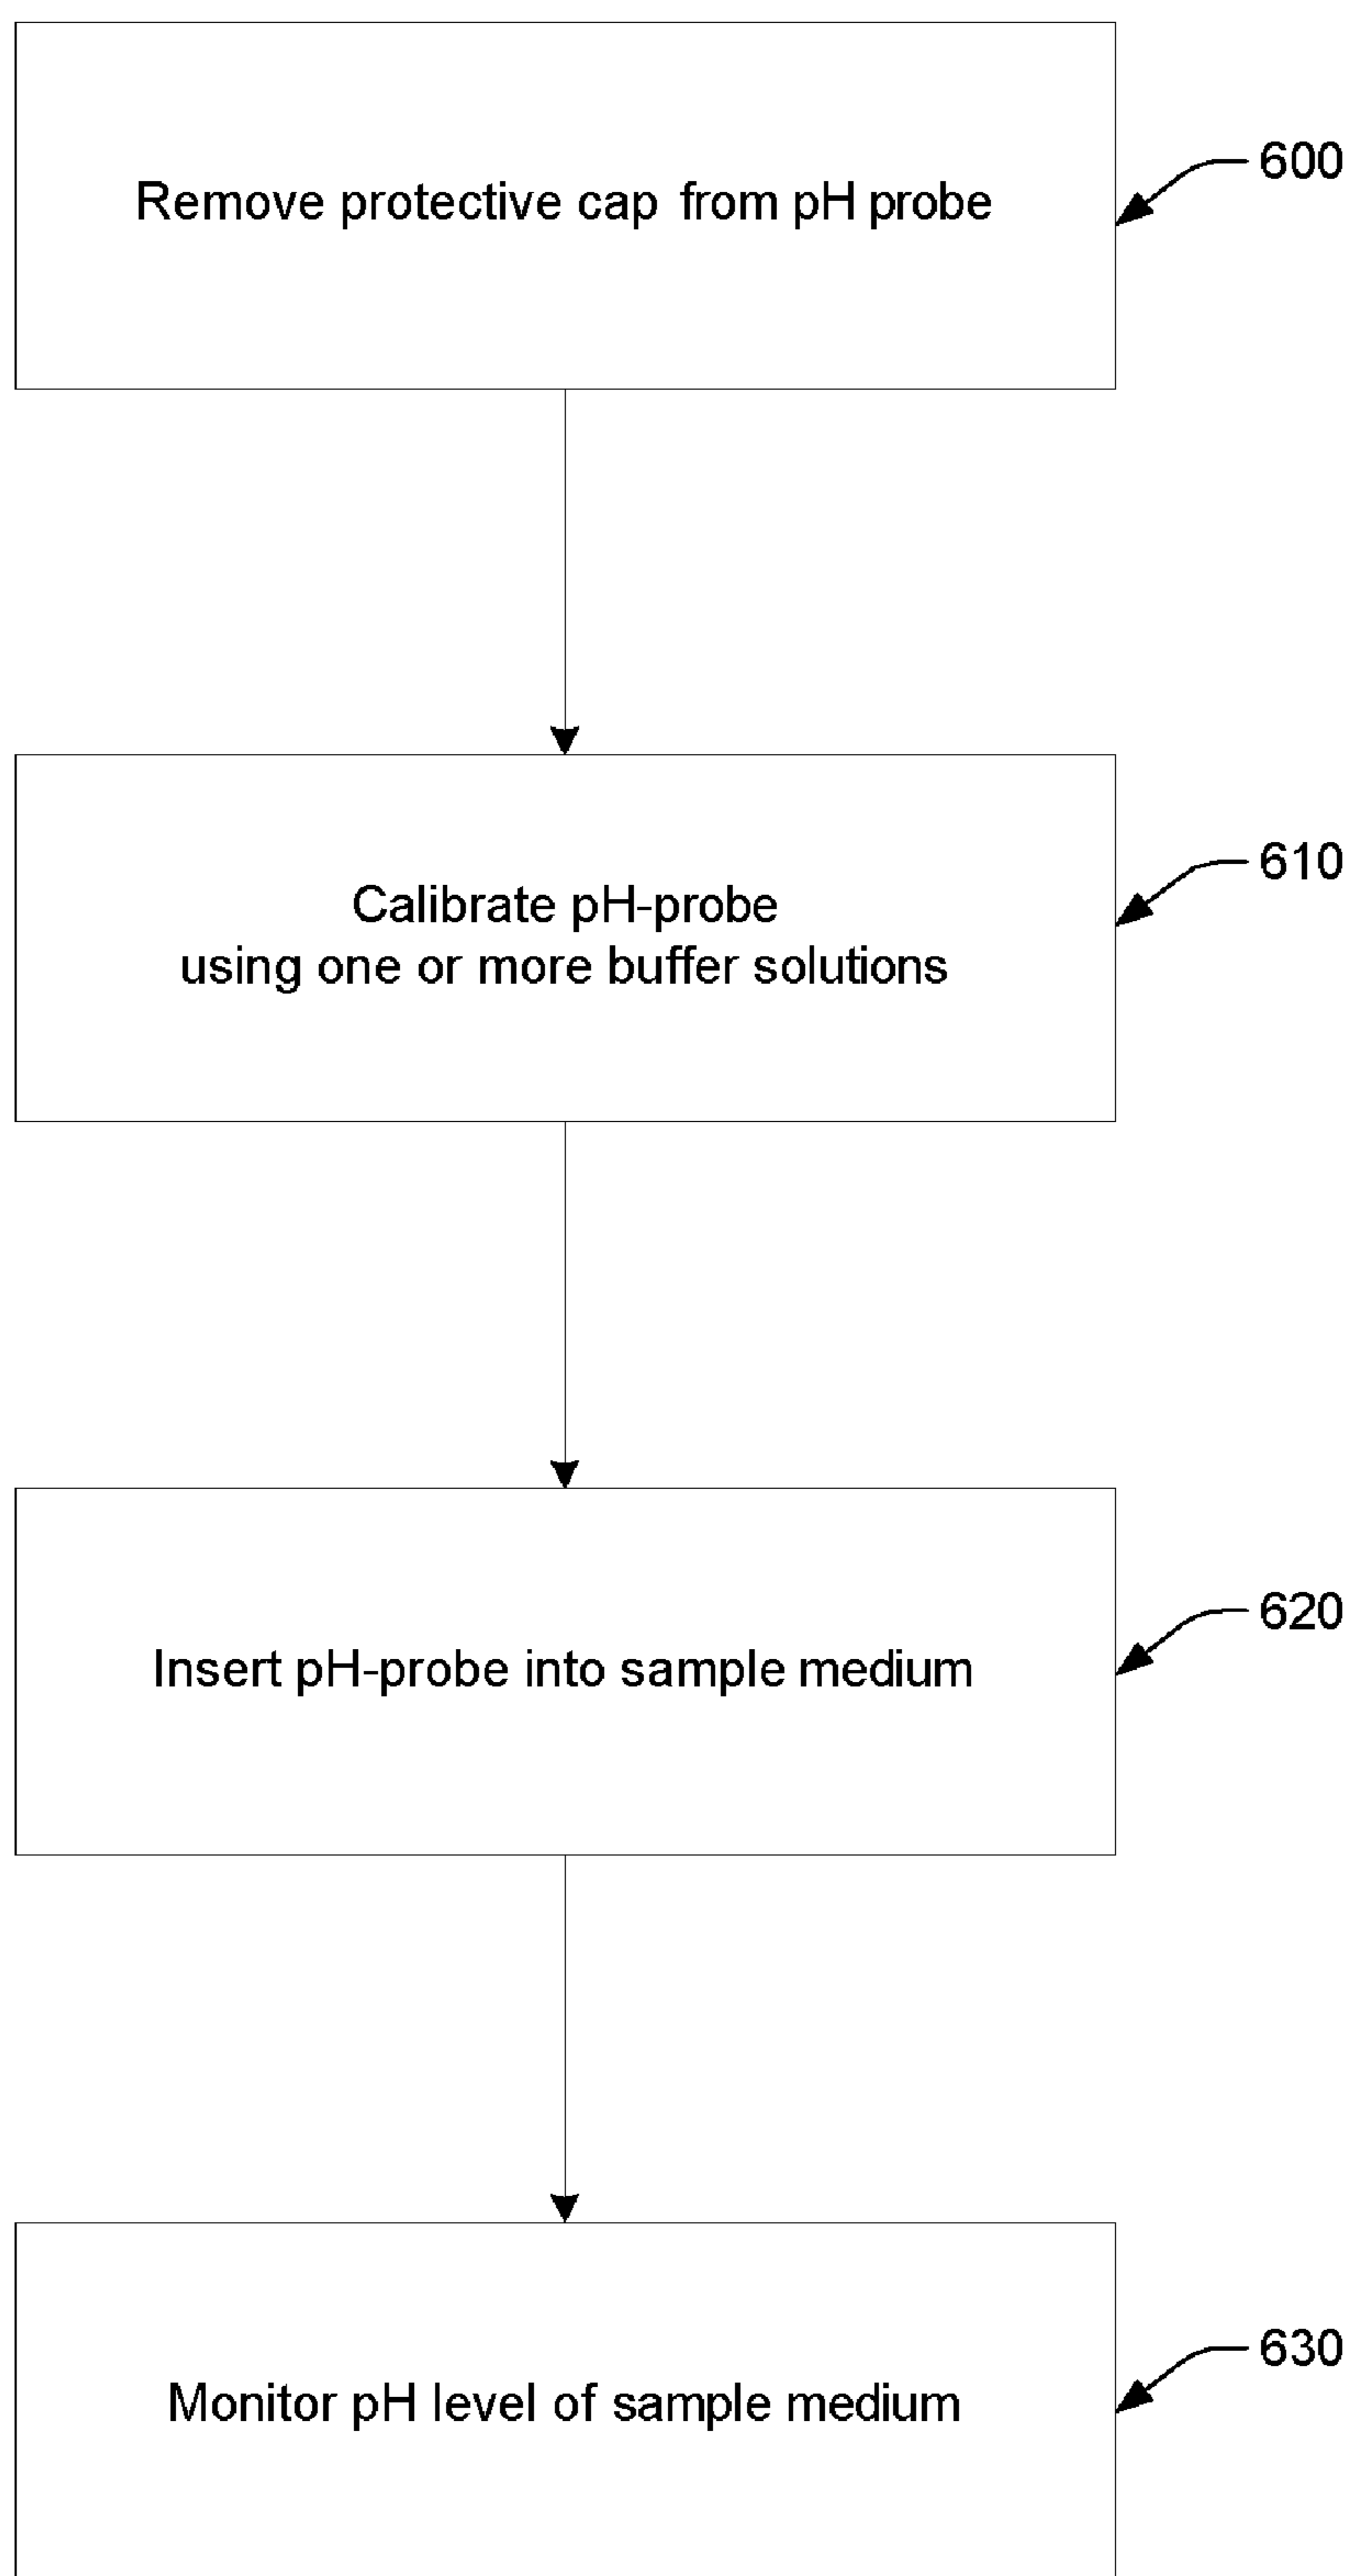 Remove protective cap from pH probe
600
Calibrate pH-probe
using one or more buffer solutions
610
Insert pH-probe into sample medium
620
Monitor pH level of sample medium
630